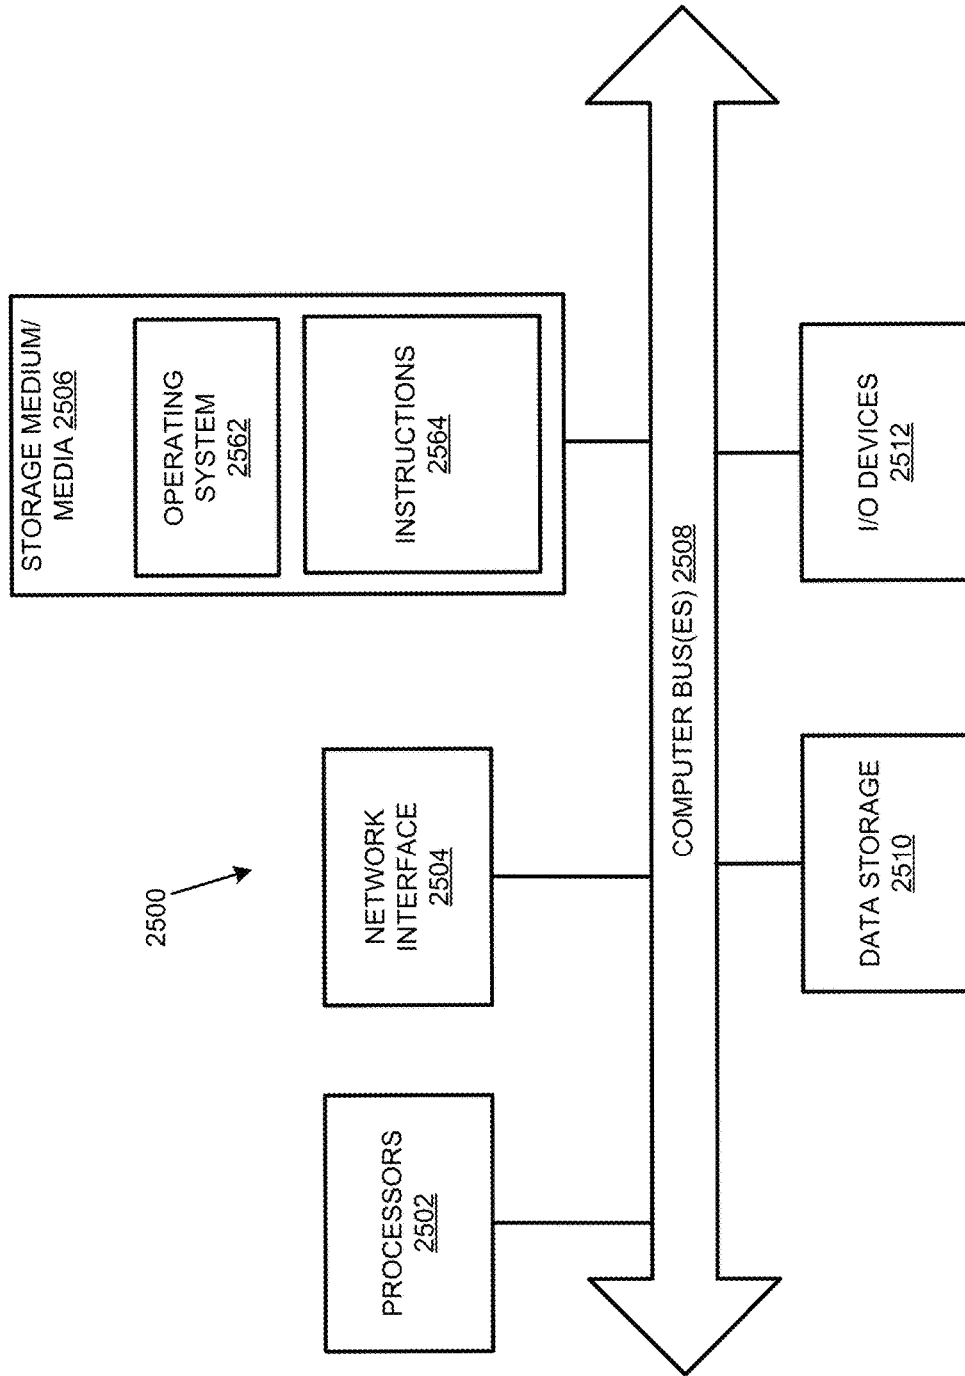 2500
PROCESSORS
2502
NETWORK
INTERFACE
2504
STORAGE MEDIUM/
MEDIA 2506
OPERATING
SYSTEM
2562
INSTRUCTIONS
2564
COMPUTER BUS(ES) 2508
DATA STORAGE
2510
I/O DEVICES
2512